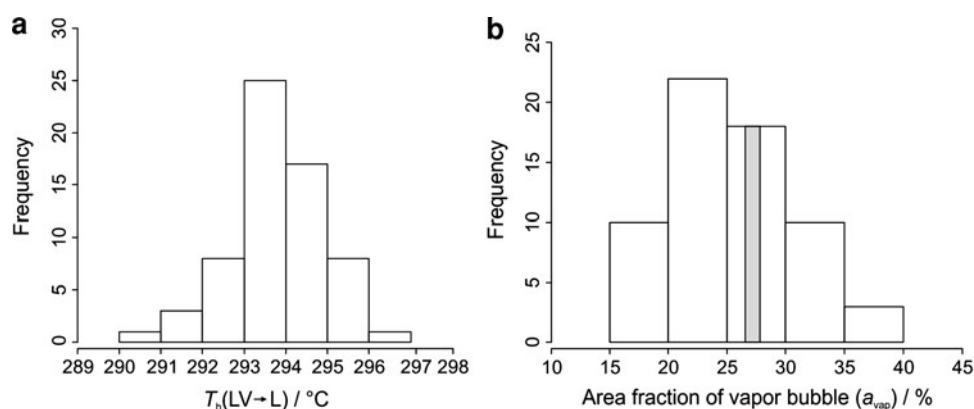 a
30
25
20
15
10
5
0
Frequency
289 290 291 292 293 294 295 296 297 298
Tₕ(LV→L) / °C
b
25
20
15
10
5
0
Frequency
10 15 20 25 30 35 40 45
Area fraction of vapor bubble (aᵥₐₚ) / %